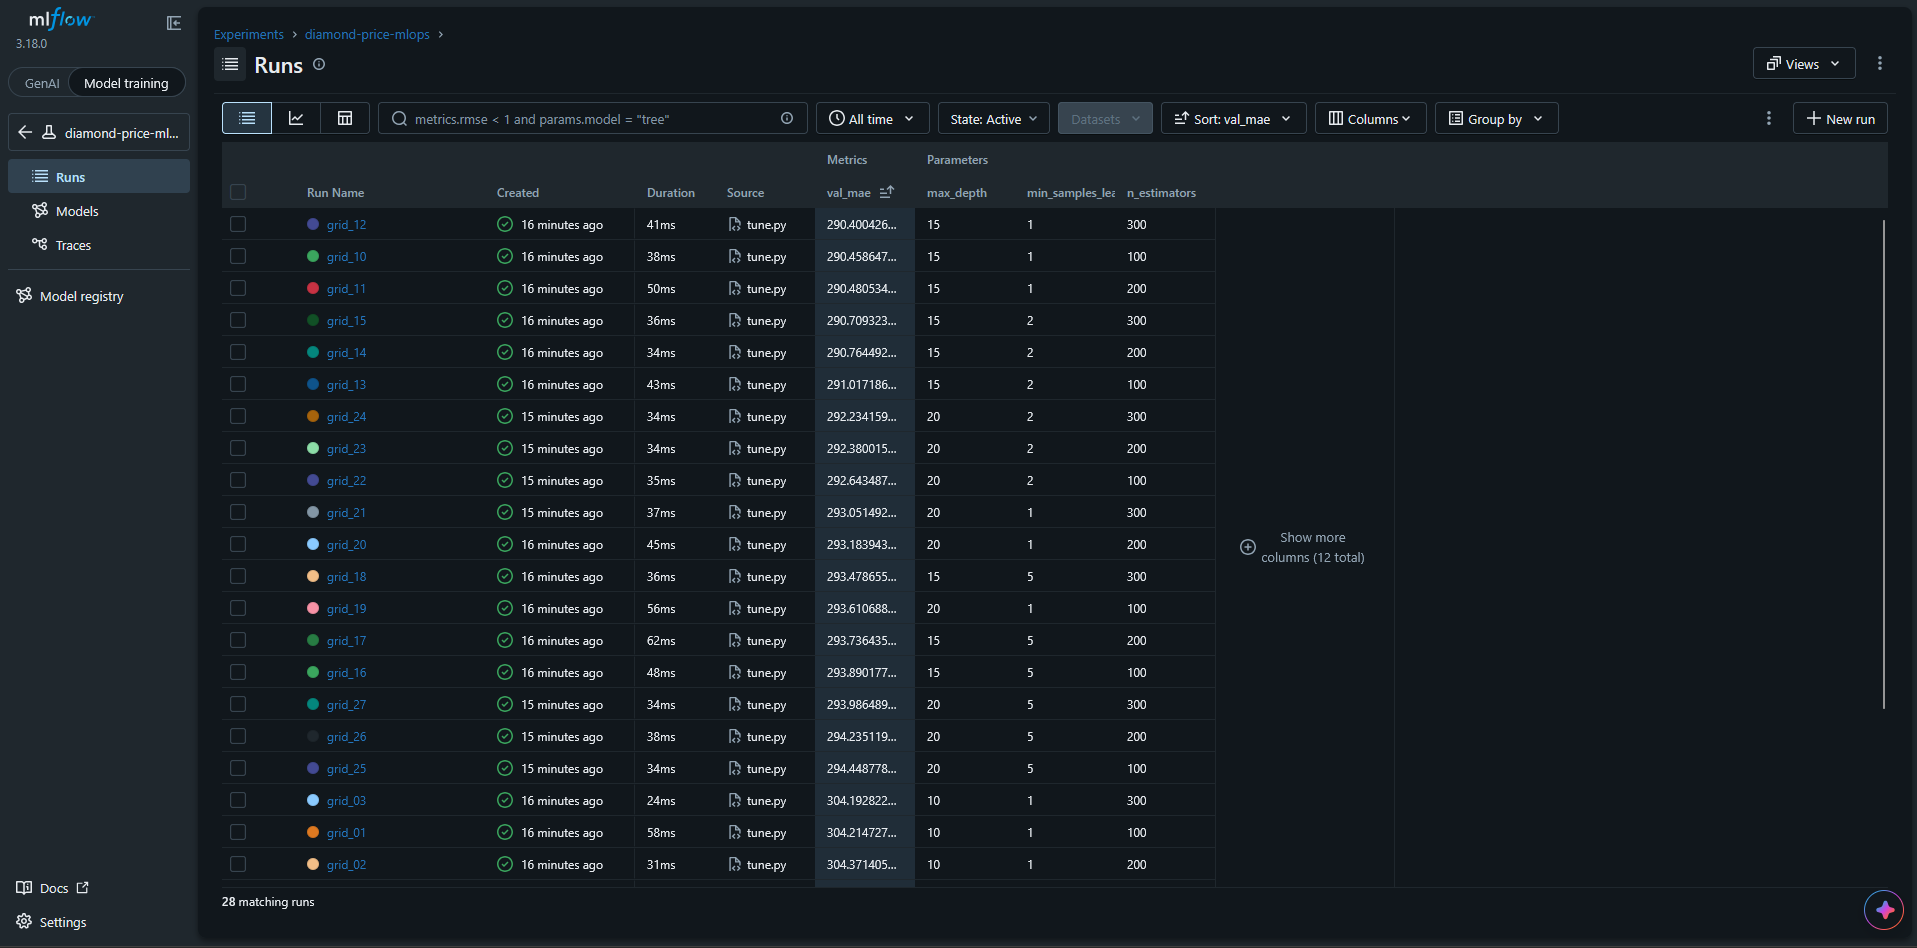 mlflow
3.18.0
GenAI Model training
diamond-price-ml...
Runs
Models
Traces
Model registry
Docs
Settings
Experiments > diamond-price-mlops >
Runs
Views
metrics.rmse < 1 and params.model = "tree"
All time
State: Active
Datasets
Sort: val_mae
Columns
Group by
New run
Metrics Parameters
Run Name Created Duration Source val_mae max_depth min_samples_lea n_estimators
grid_12 16 minutes ago 41ms tune.py 290.400426... 15 1 300
grid_10 16 minutes ago 38ms tune.py 290.458647... 15 1 100
grid_11 16 minutes ago 50ms tune.py 290.480534... 15 1 200
grid_15 16 minutes ago 36ms tune.py 290.709323... 15 2 300
grid_14 16 minutes ago 34ms tune.py 290.764492... 15 2 200
grid_13 16 minutes ago 43ms tune.py 291.017186... 15 2 100
grid_24 15 minutes ago 34ms tune.py 292.234159... 20 2 300
grid_23 15 minutes ago 34ms tune.py 292.380015... 20 2 200
grid_22 15 minutes ago 35ms tune.py 292.643487... 20 2 100
grid_21 15 minutes ago 37ms tune.py 293.051492... 20 1 300
grid_20 16 minutes ago 45ms tune.py 293.183943... 20 1 200
grid_18 16 minutes ago 36ms tune.py 293.478655... 15 5 300
grid_19 16 minutes ago 56ms tune.py 293.610688... 20 1 100
grid_17 16 minutes ago 62ms tune.py 293.736435... 15 5 200
grid_16 16 minutes ago 48ms tune.py 293.890177... 15 5 100
grid_27 15 minutes ago 34ms tune.py 293.986489... 20 5 300
grid_26 15 minutes ago 38ms tune.py 294.235119... 20 5 200
grid_25 15 minutes ago 34ms tune.py 294.448778... 20 5 100
grid_03 16 minutes ago 24ms tune.py 304.192822... 10 1 300
grid_01 16 minutes ago 58ms tune.py 304.214727... 10 1 100
grid_02 16 minutes ago 31ms tune.py 304.371405... 10 1 200
Show more
columns (12 total)
28 matching runs